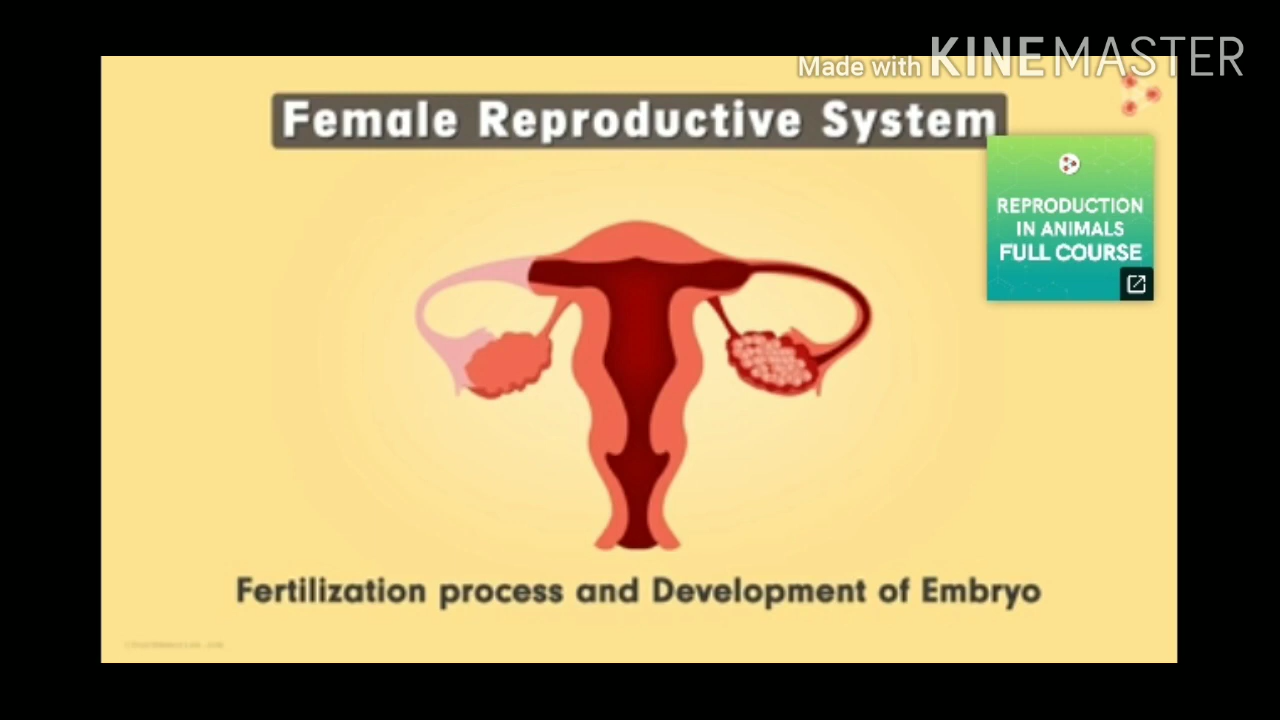 Made with KINEMASTER
Female Reproductive System
REPRODUCTION
IN ANIMALS
FULL COURSE
Fertilization process and Development of Embryo